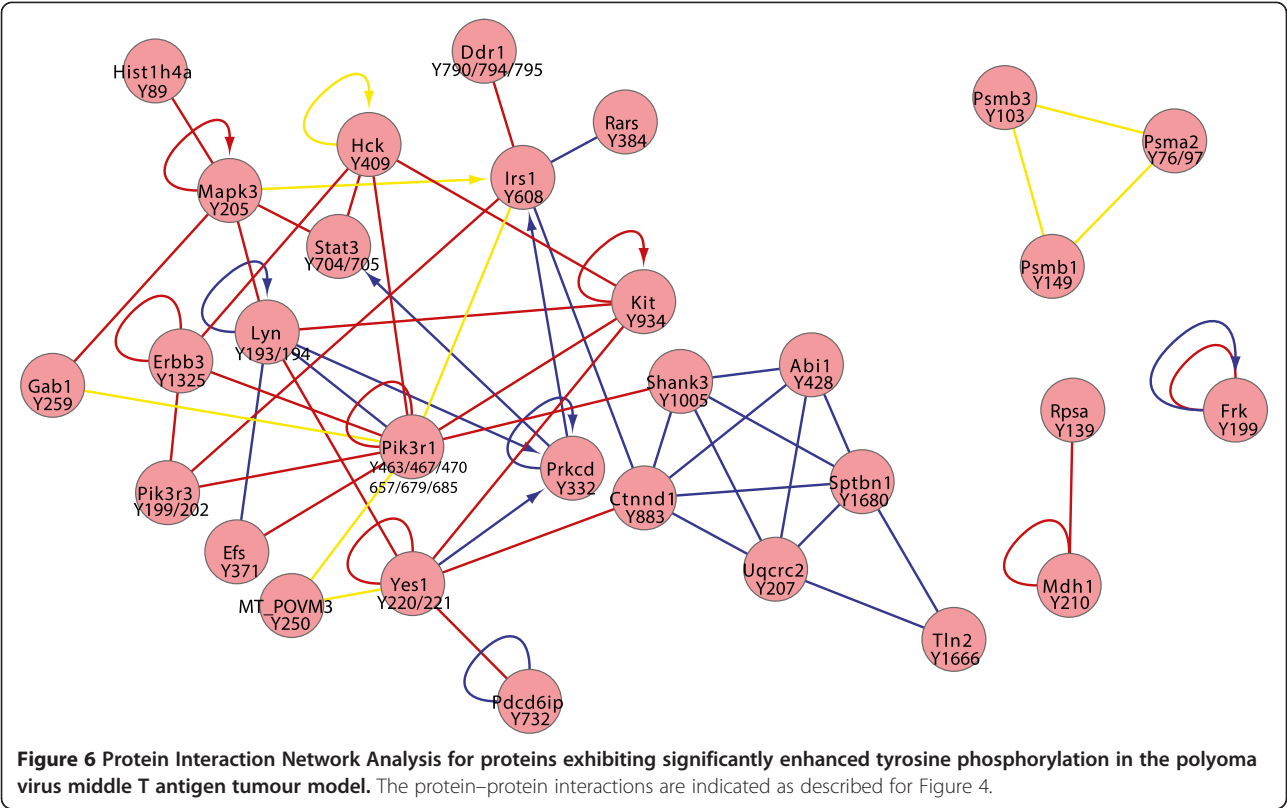 Ddr1
Y790/794/795
Hist1h4a
Y89
Psmb3
Y103
Rars
Y384
Psma2
Y76/97
Hck
Y409
Irs1
Y608
Mapk3
Y205
Stat3
Y704/705
Psmb1
Y149
Kit
Y934
Lyn
Y193/194
Erbb3
Y1325
Gab1
Y259
Shank3
Y1005
Abi1
Y428
Rpsa
Y139
Frk
Y199
Pik3r1
Y463/467/470
657/679/685
Prkcd
Y332
Pik3r3
Y199/202
Ctnnd1
Y883
Sptbn1
Y1680
Efs
Y371
Uqcrc2
Y207
Yes1
Y220/221
MT_POVM3
Y250
Mdh1
Y210
Tln2
Y1666
Pdcd6ip
Y732
Figure 6 Protein Interaction Network Analysis for proteins exhibiting significantly enhanced tyrosine phosphorylation in the polyoma
virus middle T antigen tumour model. The protein–protein interactions are indicated as described for Figure 4.